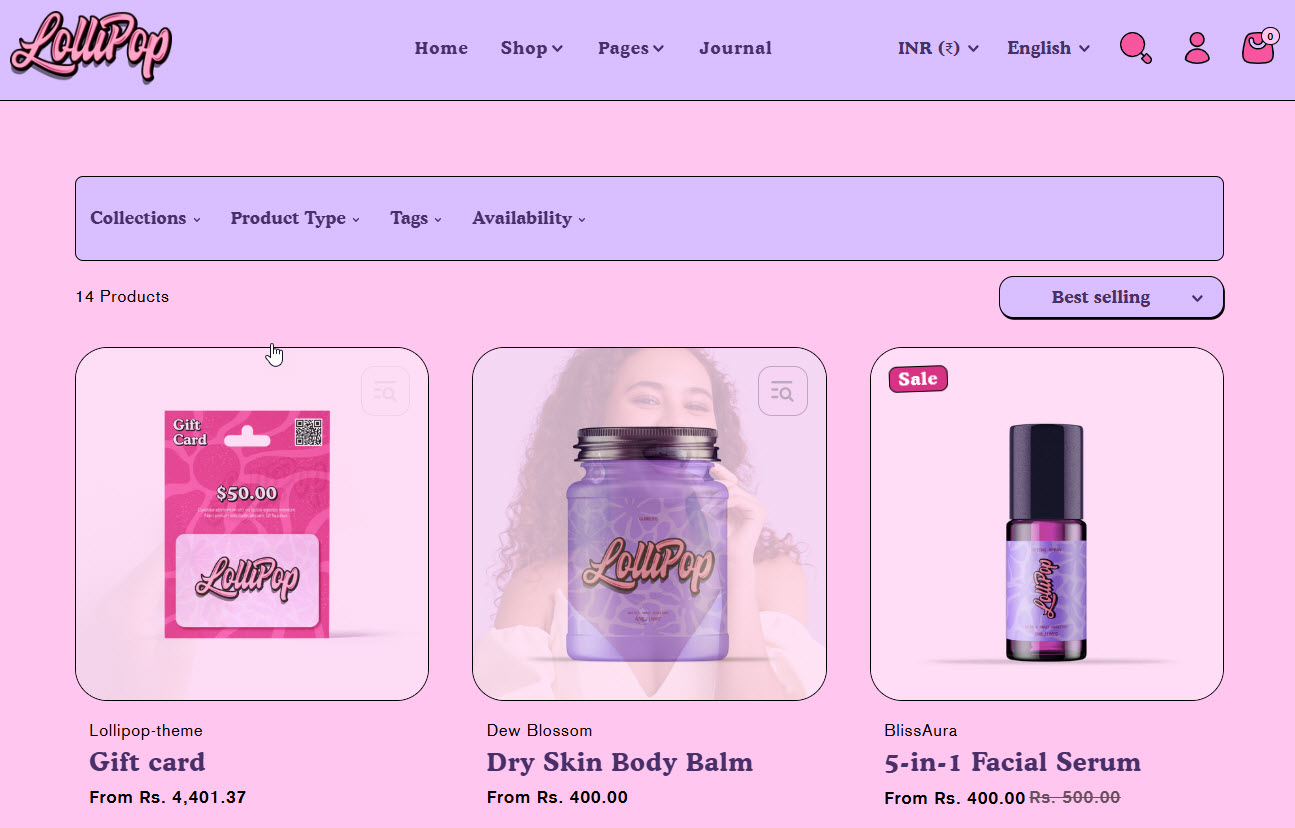 LolliPop
Home Shop Pages Journal INR (₹) English 0
Collections Product Type Tags Availability
14 Products
Best selling
Gift
Card
$50.00
LolliPop
LolliPop
Sale
LolliPop
Lollipop-theme
Gift card
From Rs. 4,401.37
Dew Blossom
Dry Skin Body Balm
From Rs. 400.00
BlissAura
5-in-1 Facial Serum
From Rs. 400.00 Rs. 500.00